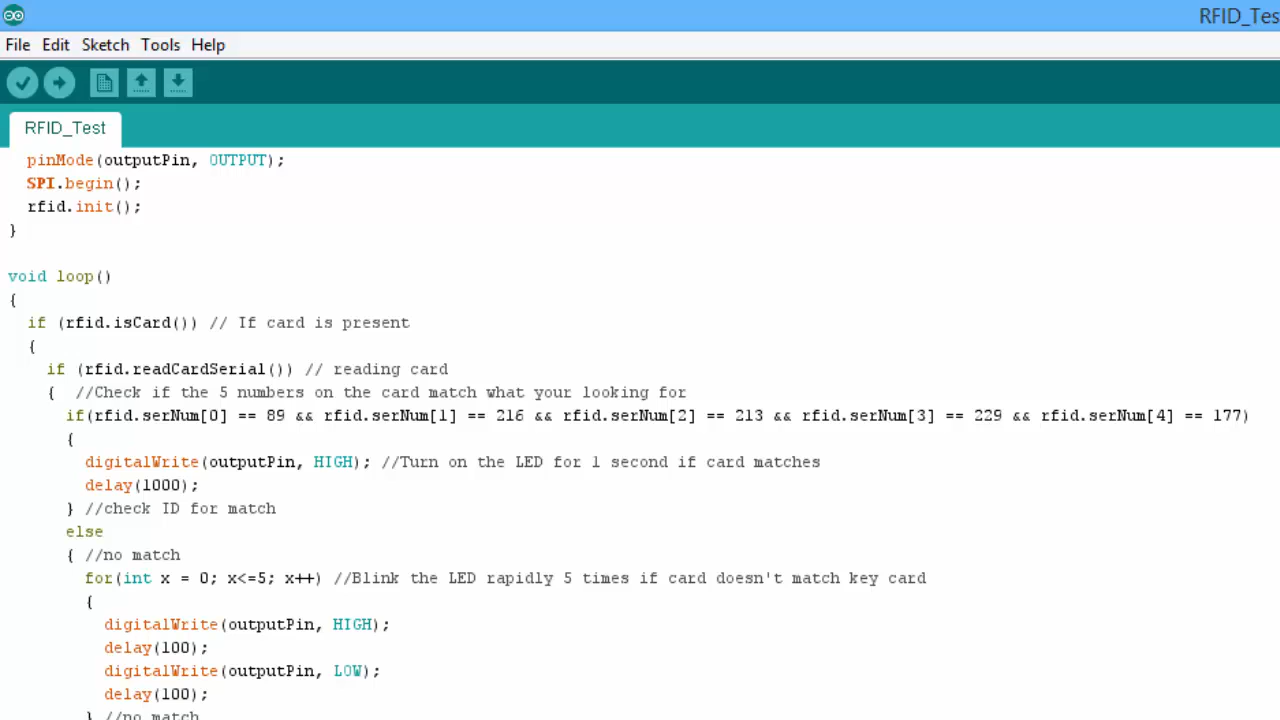 RFID_Tes
File Edit Sketch Tools Help
RFID_Test
pinMode(outputPin, OUTPUT);
SPI.begin();
rfid.init();
}
void loop()
{
if (rfid.isCard()) // If card is present
{
if (rfid.readCardSerial()) // reading card
{ //Check if the 5 numbers on the card match what your looking for
if(rfid.serNum[0] == 89 && rfid.serNum[1] == 216 && rfid.serNum[2] == 213 && rfid.serNum[3] == 229 && rfid.serNum[4] == 177)
{
digitalWrite(outputPin, HIGH); //Turn on the LED for 1 second if card matches
delay(1000);
} //check ID for match
else
{ //no match
for(int x = 0; x<=5; x++) //Blink the LED rapidly 5 times if card doesn't match key card
{
digitalWrite(outputPin, HIGH);
delay(100);
digitalWrite(outputPin, LOW);
delay(100);
} //no match